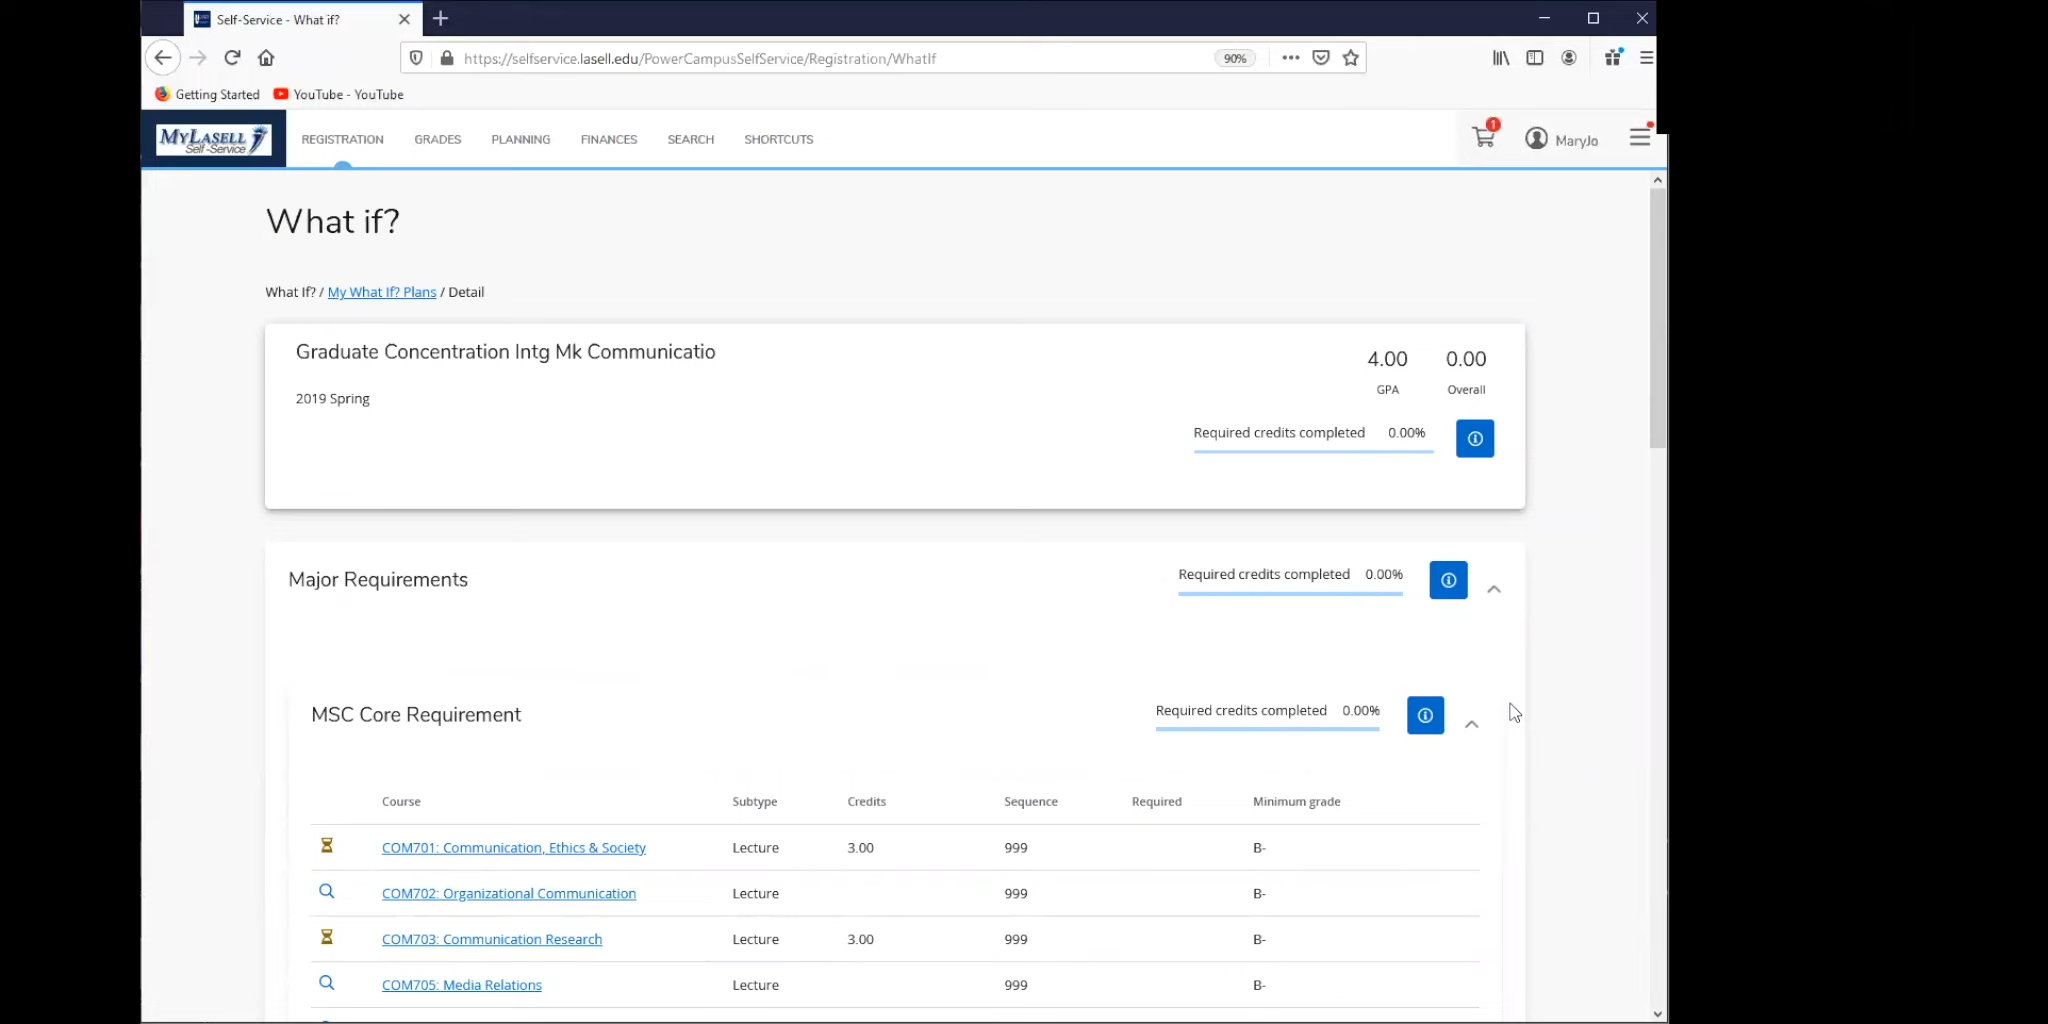 Self-Service - What if?
https://selfservice.lasell.edu/PowerCampusSelfService/Registration/WhatIf
90%
Getting Started
YouTube - YouTube
MyLasell
Self-Service
REGISTRATION
GRADES
PLANNING
FINANCES
SEARCH
SHORTCUTS
1
MaryJo
What if?
What If? / My What If? Plans / Detail
Graduate Concentration Intg Mk Communicatio
4.00
0.00
GPA
Overall
2019 Spring
Required credits completed 0.00%
Major Requirements
Required credits completed 0.00%
MSC Core Requirement
Required credits completed 0.00%
Course Subtype Credits Sequence Required Minimum grade
COM701: Communication, Ethics & Society Lecture 3.00 999 B-
COM702: Organizational Communication Lecture 999 B-
COM703: Communication Research Lecture 3.00 999 B-
COM705: Media Relations Lecture 999 B-